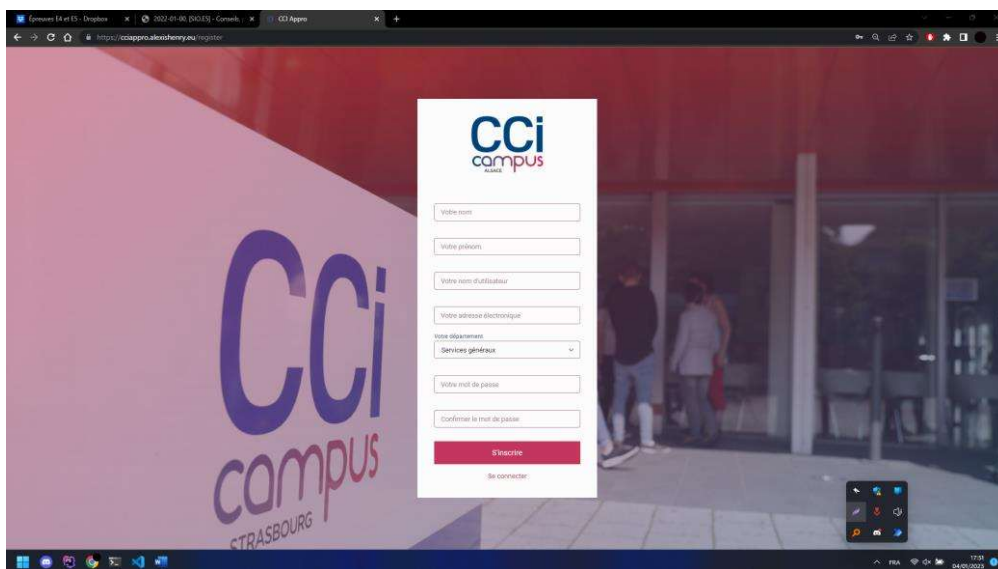 Épreuves E4 et E5 - Dropbox
2022-01-00, [SIO.E5] - Conseils,
CCI Appro
https://cciappro.alexishenry.eu/register
CCi
campus
ALSACE
Votre nom
Votre prénom
Votre nom d'utilisateur
Votre adresse électronique
Votre département
Services généraux
Votre mot de passe
Confirmer le mot de passe
S'inscrire
Se connecter
CCi
campus
STRASBOURG
FRA
17:51
04/01/2023